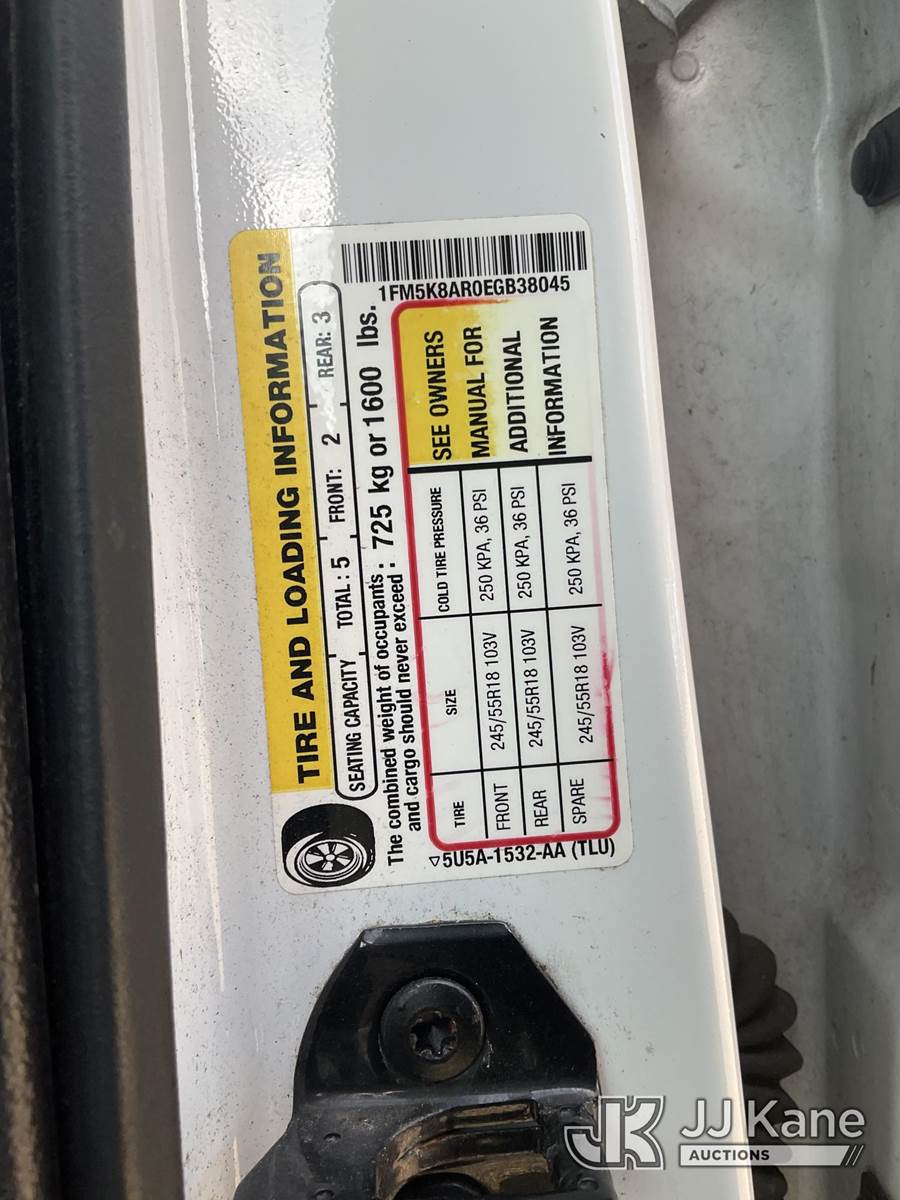 TIRE AND LOADING INFORMATION
SEATING CAPACITY TOTAL : 5 FRONT: 2 REAR: 3
The combined weight of occupants : 725 kg or 1600 lbs.
and cargo should never exceed :
TIRE SIZE COLD TIRE PRESSURE
FRONT 245/55R18 103V 250 KPA, 36 PSI
REAR 245/55R18 103V 250 KPA, 36 PSI
SPARE 245/55R18 103V 250 KPA, 36 PSI
SEE OWNERS
MANUAL FOR
ADDITIONAL
INFORMATION
5U5A-1532-AA (TLU)
1FM5K8AR0EGB38045
JK JJ Kane
AUCTIONS